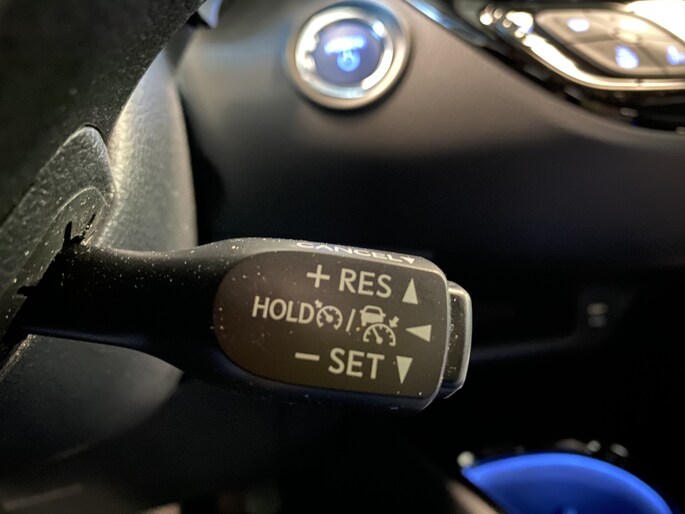 CANCEL
+ RES ▲
HOLD / ◀
− SET ▼